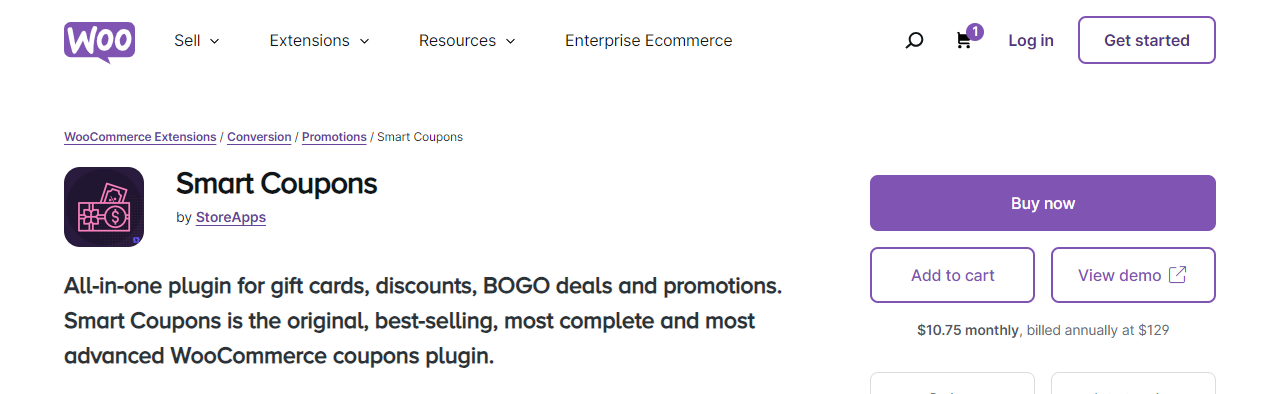 Woo
Sell
Extensions
Resources
Enterprise Ecommerce
1
Log in
Get started
WooCommerce Extensions / Conversion / Promotions / Smart Coupons
Smart Coupons
by StoreApps
All-in-one plugin for gift cards, discounts, BOGO deals and promotions.
Smart Coupons is the original, best-selling, most complete and most
advanced WooCommerce coupons plugin.
Buy now
Add to cart
View demo
$10.75 monthly, billed annually at $129